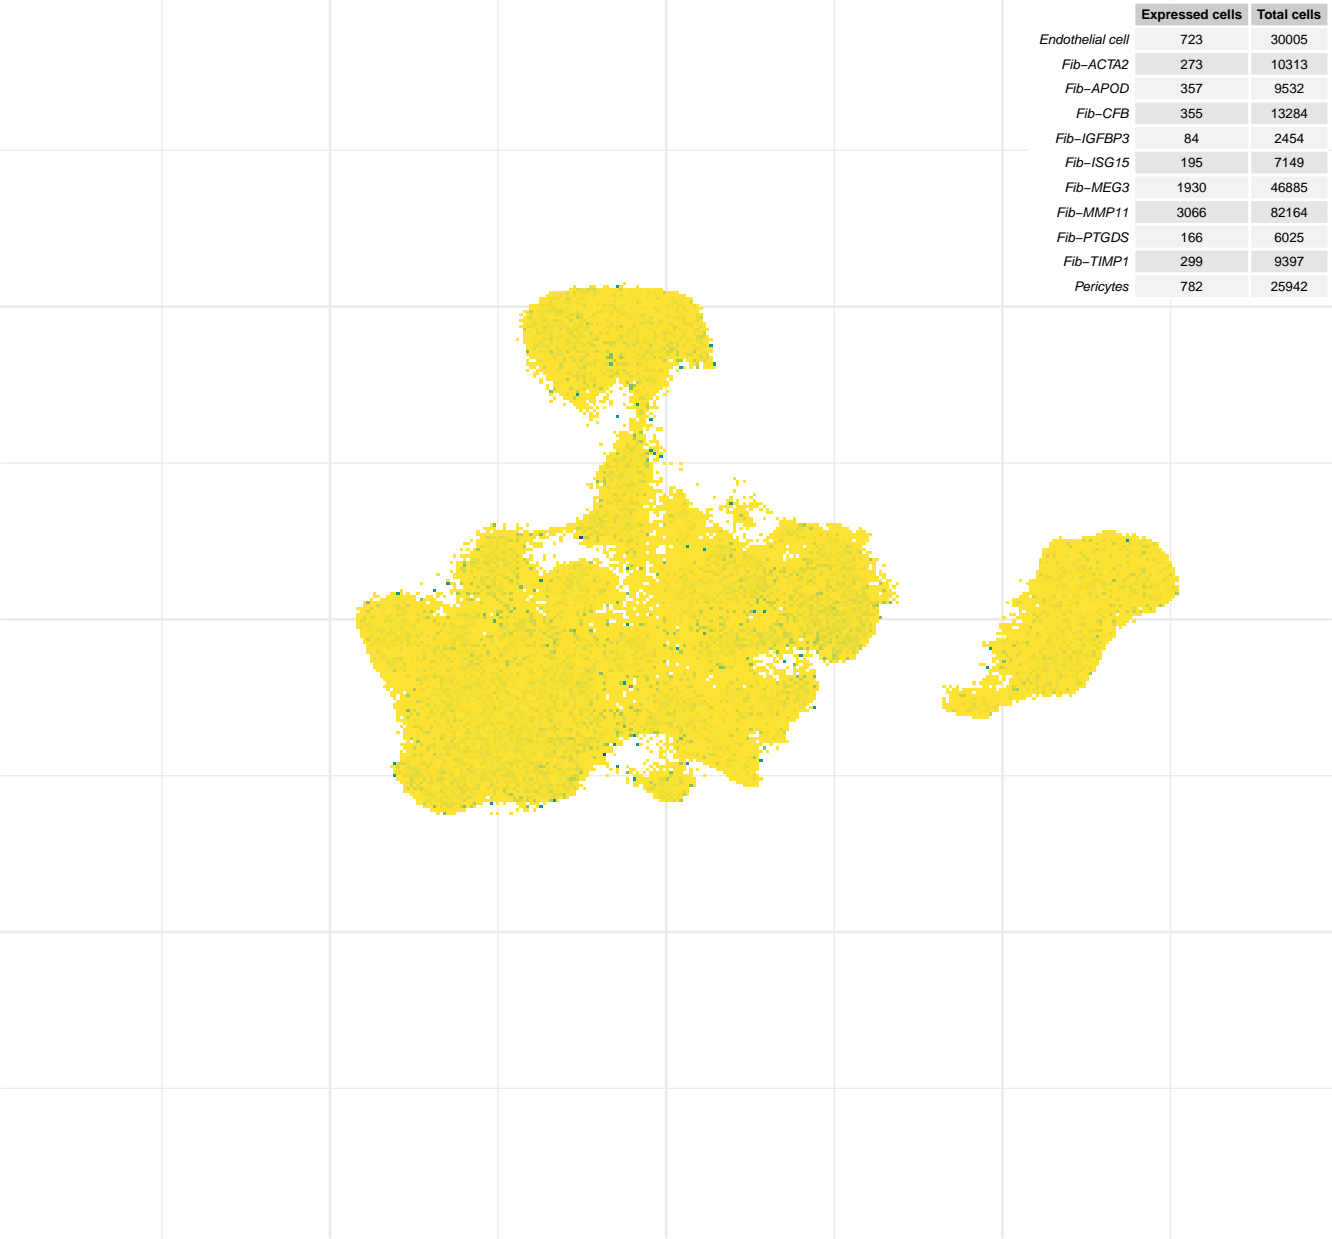 Expressed cells Total cells
Endothelial cell 723 30005
Fib−ACTA2 273 10313
Fib−APOD 357 9532
Fib−CFB 355 13284
Fib−IGFBP3 84 2454
Fib−ISG15 195 7149
Fib−MEG3 1930 46885
Fib−MMP11 3066 82164
Fib−PTGDS 166 6025
Fib−TIMP1 299 9397
Pericytes 782 25942